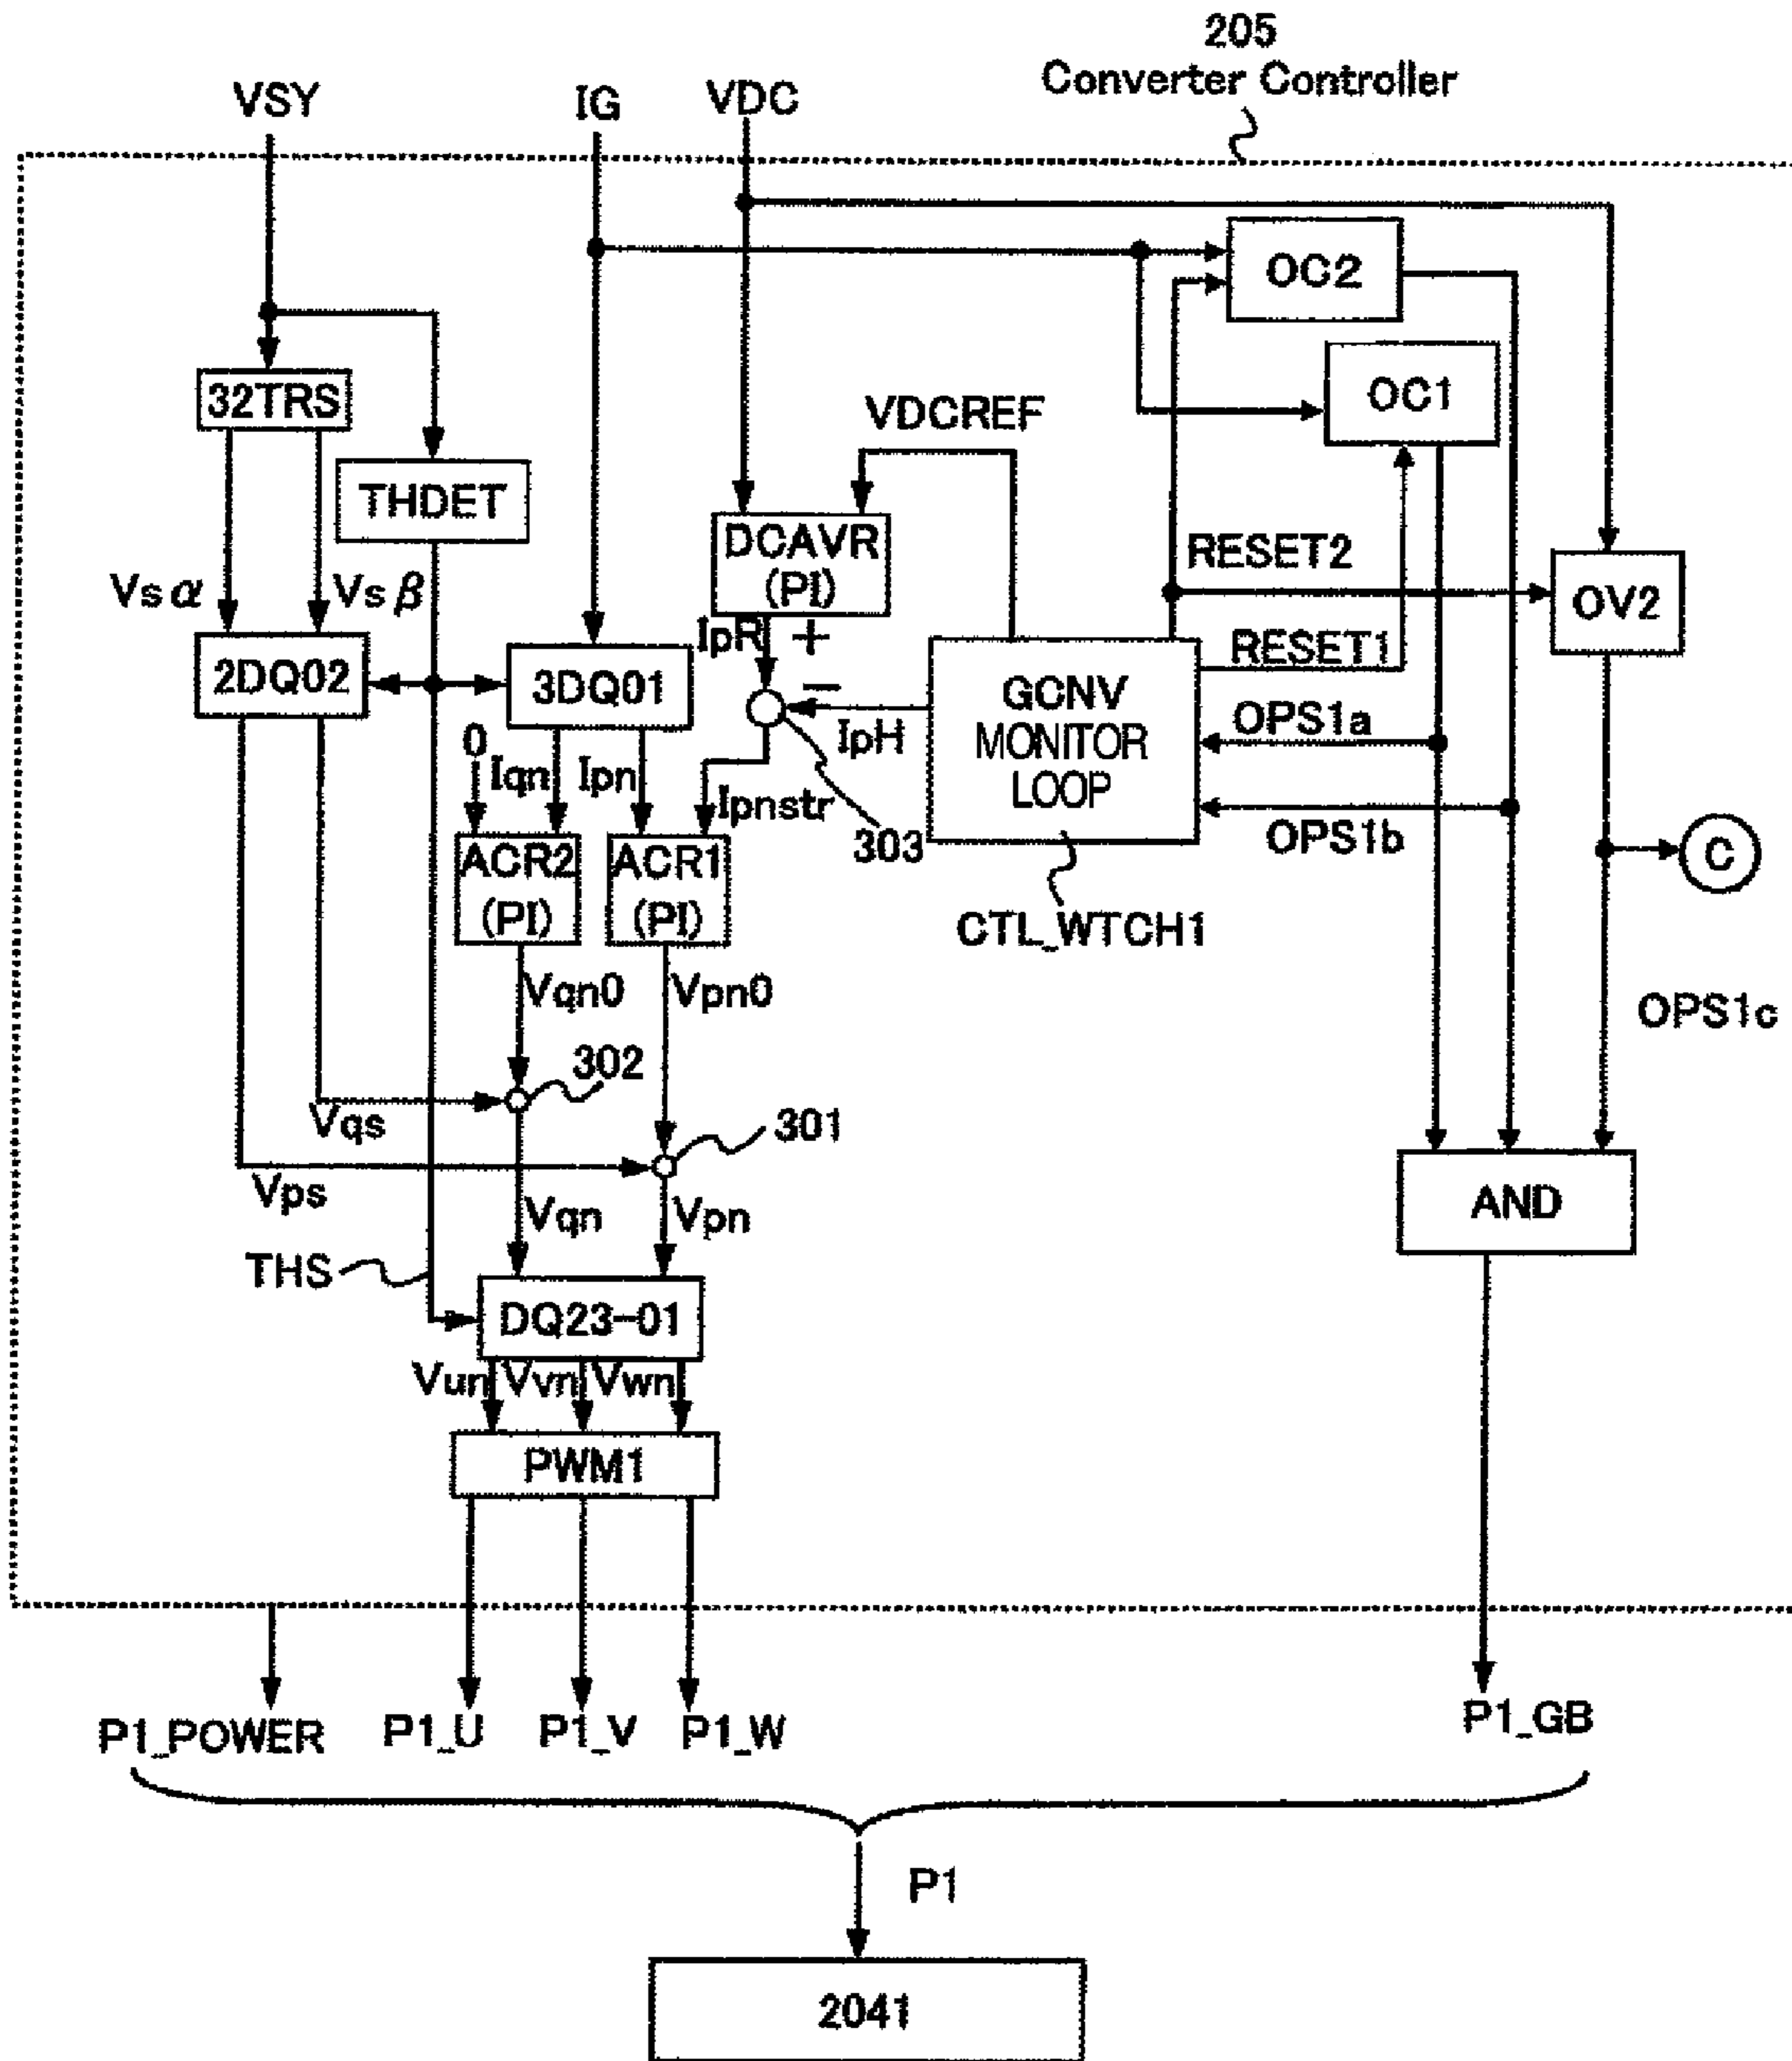 205
Converter Controller
VSY
IG
VDC
OC2
32TRS
OC1
VDCREF
THDET
DCAVR
(PI)
RESET2
OV2
Vsα
Vsβ
IpR
+
RESET1
2DQ02
3DQ01
−
GCNV
MONITOR
LOOP
OPS1a
IpH
0
Iqn
Ipn
Ipnstr
303
OPS1b
C
ACR2
(PI)
ACR1
(PI)
CTL_WTCH1
Vqn0
Vpn0
OPS1c
302
Vqs
301
Vps
AND
Vqn
Vpn
THS
DQ23-01
Vun
Vvn
Vwn
PWM1
P1_POWER
P1_U
P1_V
P1_W
P1_GB
P1
2041